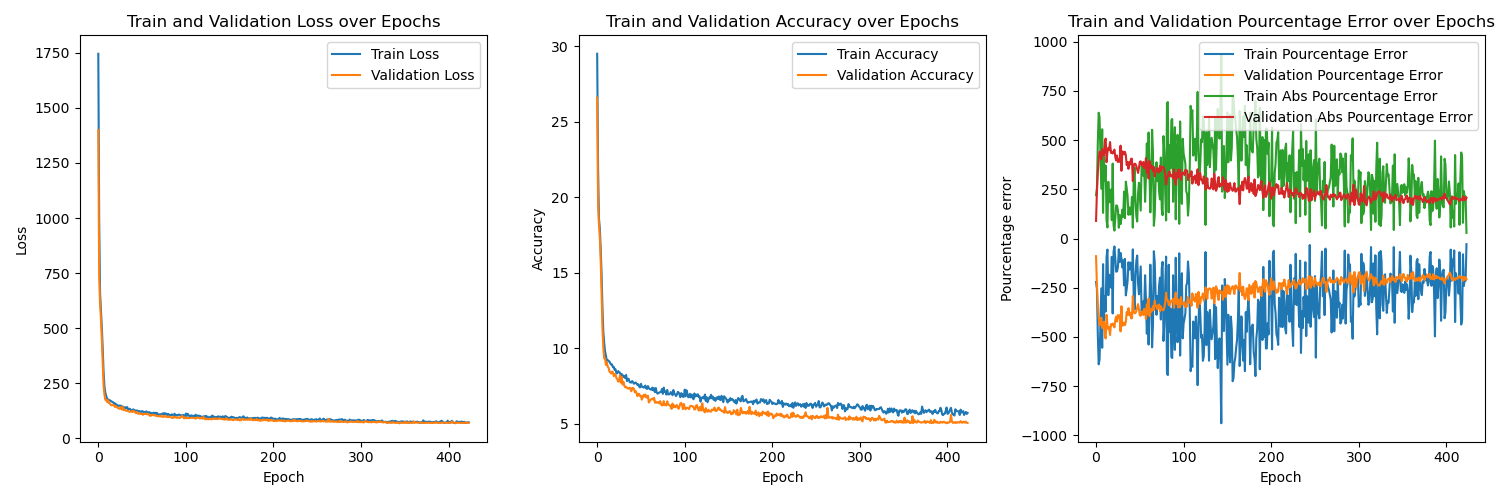 Train and Validation Loss over Epochs
Train Loss
Validation Loss
1750
1500
1250
1000
750
500
250
0
Loss
0 100 200 300 400
Epoch
Train and Validation Accuracy over Epochs
Train Accuracy
Validation Accuracy
30
25
20
15
10
5
Accuracy
0 100 200 300 400
Epoch
Train and Validation Pourcentage Error over Epochs
Train Pourcentage Error
Validation Pourcentage Error
Train Abs Pourcentage Error
Validation Abs Pourcentage Error
1000
750
500
250
0
−250
−500
−750
−1000
Pourcentage error
0 100 200 300 400
Epoch